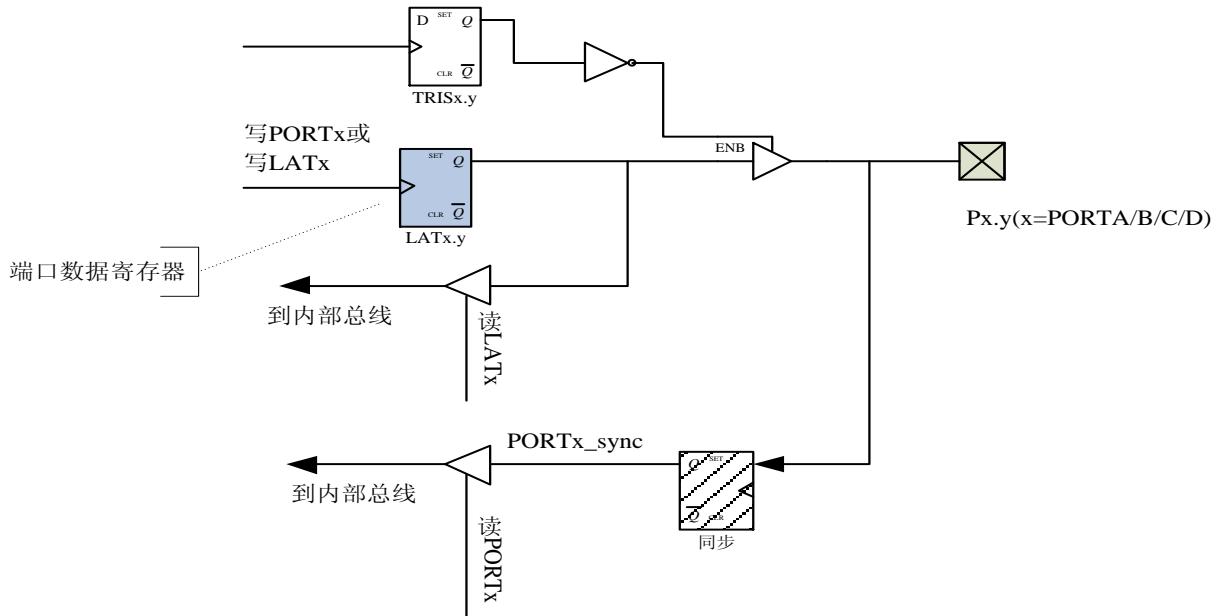 D SET Q
CLR Q
TRISx.y
写PORTx或
写LATx
SET Q
CLR Q
LATx.y
ENB
Px.y(x=PORTA/B/C/D)
端口数据寄存器
到内部总线
读LATx
PORTx_sync
到内部总线
读PORTx
Q SET
Q CLR
同步